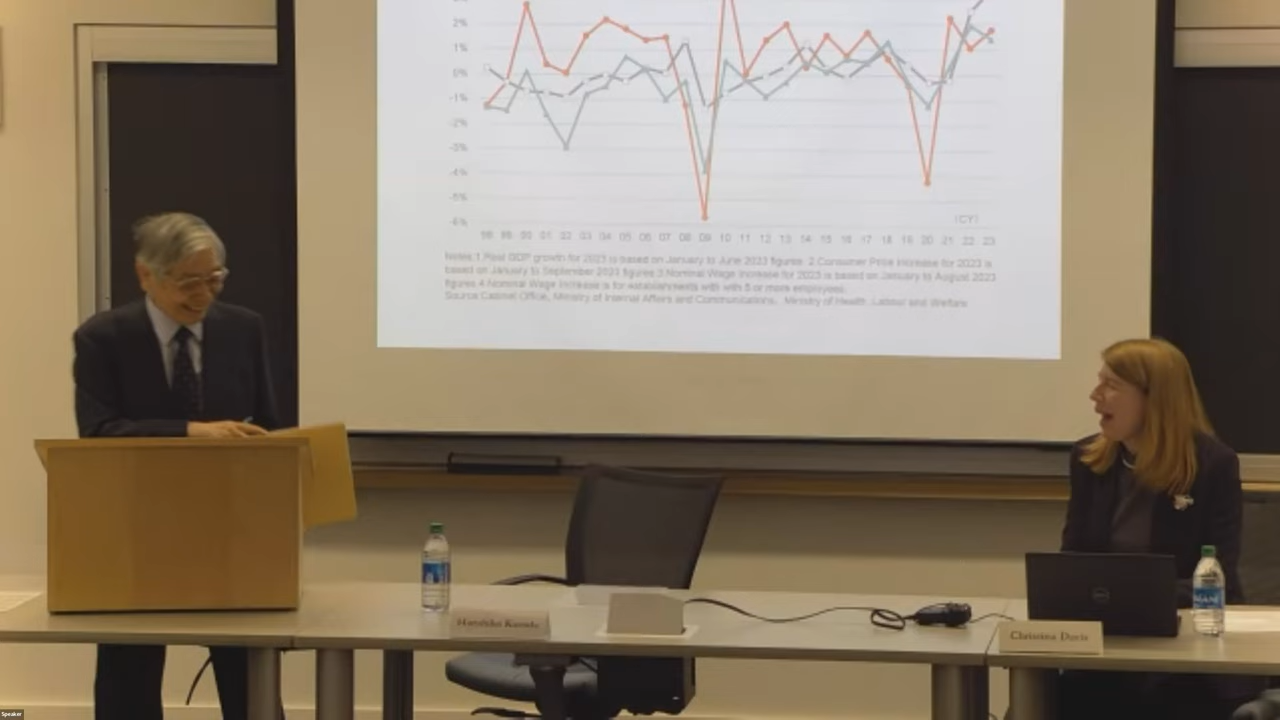 2%
1%
0%
-1%
-2%
-3%
-4%
-5%
-6%
(CY)
98 99 00 01 02 03 04 05 06 07 08 09 10 11 12 13 14 15 16 17 18 19 20 21 22 23
Notes:1.Real GDP growth for 2023 is based on January to June 2023 figures. 2.Consumer Price Increase for 2023 is
based on January to September 2023 figures.3.Nominal Wage Increase for 2023 is based on January to August 2023
figures.4.Nominal Wage Increase is for establishments with with 5 or more employees.
Source:Cabinet Office, Ministry of Internal Affairs and Communications, Ministry of Health, Labour and Welfare
Haruhiko Kuroda
Christina Davis
DELL
Speaker